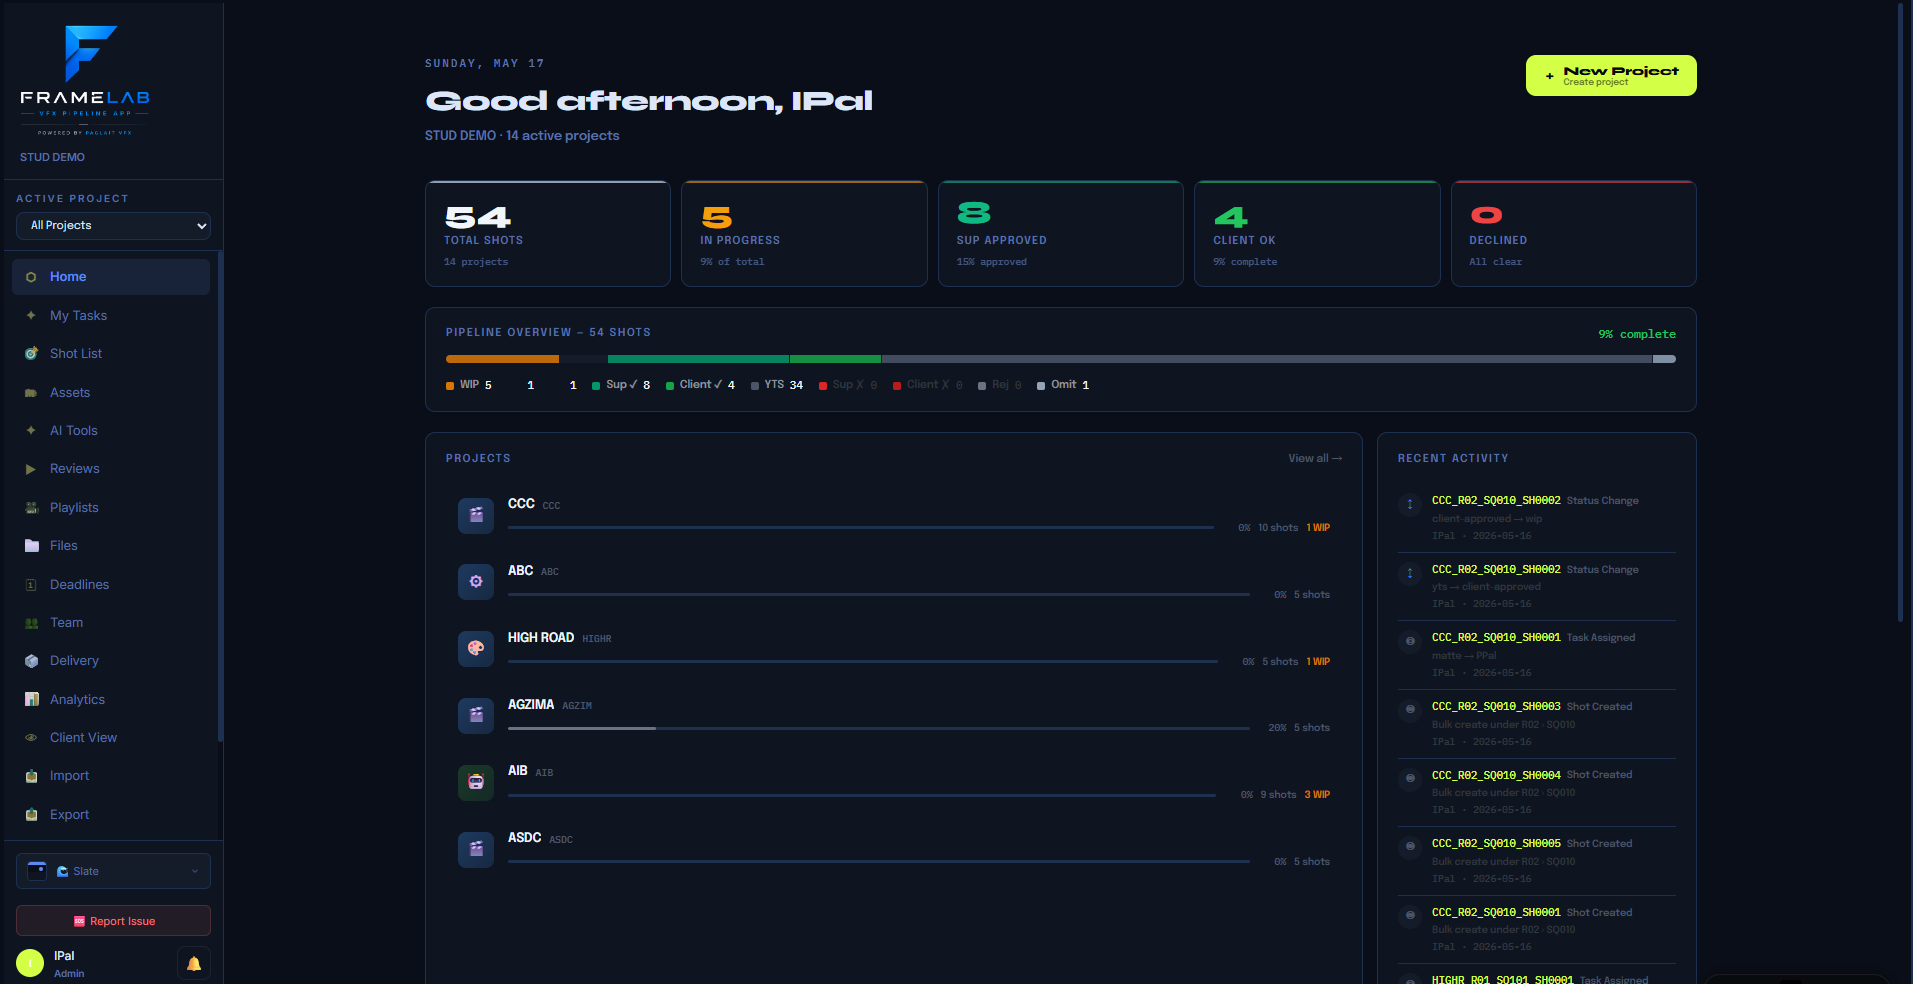 FRAMELAB
VFX PIPELINE APP
POWERED BY PAGLAIT VFX
STUD DEMO
ACTIVE PROJECT
All Projects
Home
My Tasks
Shot List
Assets
AI Tools
Reviews
Playlists
Files
Deadlines
Team
Delivery
Analytics
Client View
Import
Export
Slate
Report Issue
IPal
Admin
SUNDAY, MAY 17
Good afternoon, IPal
STUD DEMO · 14 active projects
+ New Project
Create project
54
TOTAL SHOTS
14 projects
5
IN PROGRESS
9% of total
8
SUP APPROVED
15% approved
4
CLIENT OK
9% complete
0
DECLINED
All clear
PIPELINE OVERVIEW – 54 SHOTS
9% complete
WIP 5 1 1 Sup ✓ 8 Client ✓ 4 YTS 34 Sup ✗ 0 Client ✗ 0 Rej 0 Omit 1
PROJECTS
View all →
CCC CCC
0% 10 shots 1 WIP
ABC ABC
0% 5 shots
HIGH ROAD HIGHR
0% 5 shots 1 WIP
AGZIMA AGZIM
20% 5 shots
AIB AIB
0% 9 shots 3 WIP
ASDC ASDC
0% 5 shots
RECENT ACTIVITY
CCC_R02_SQ010_SH0002 Status Change
client-approved → wip
IPal · 2026-05-16
CCC_R02_SQ010_SH0002 Status Change
yts → client-approved
IPal · 2026-05-16
CCC_R02_SQ010_SH0001 Task Assigned
matte → PPal
IPal · 2026-05-16
CCC_R02_SQ010_SH0003 Shot Created
Bulk create under R02 · SQ010
IPal · 2026-05-16
CCC_R02_SQ010_SH0004 Shot Created
Bulk create under R02 · SQ010
IPal · 2026-05-16
CCC_R02_SQ010_SH0005 Shot Created
Bulk create under R02 · SQ010
IPal · 2026-05-16
CCC_R02_SQ010_SH0001 Shot Created
Bulk create under R02 · SQ010
IPal · 2026-05-16
HIGHR_R01_SQ101_SH0001 Task Assigned